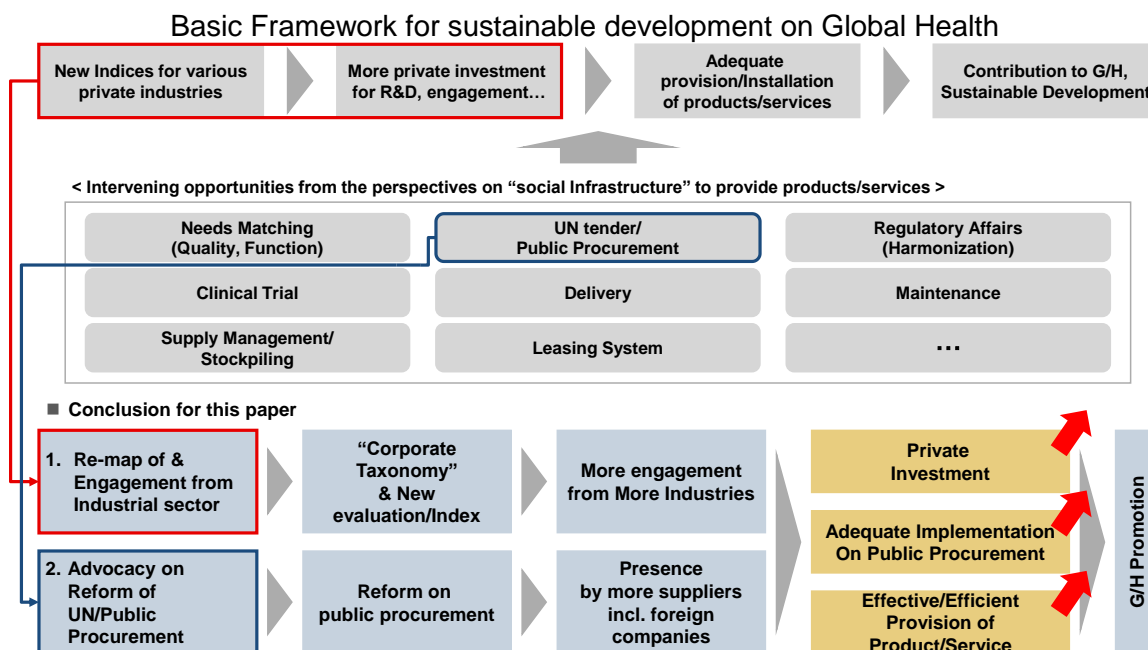 Basic Framework for sustainable development on Global Health
New Indices for various
private industries
More private investment
for R&D, engagement…
Adequate
provision/Installation
of products/services
Contribution to G/H,
Sustainable Development
< Intervening opportunities from the perspectives on “social Infrastructure” to provide products/services >
Needs Matching
(Quality, Function)
UN tender/
Public Procurement
Regulatory Affairs
(Harmonization)
Clinical Trial
Delivery
Maintenance
Supply Management/
Stockpiling
Leasing System
…
■ Conclusion for this paper
1. Re-map of &
Engagement from
Industrial sector
“Corporate
Taxonomy”
& New
evaluation/Index
More engagement
from More Industries
Private
Investment
Adequate Implementation
On Public Procurement
2. Advocacy on
Reform of
UN/Public
Procurement
Reform on
public procurement
Presence
by more suppliers
incl. foreign
companies
Effective/Efficient
Provision of
Product/Service
G/H Promotion